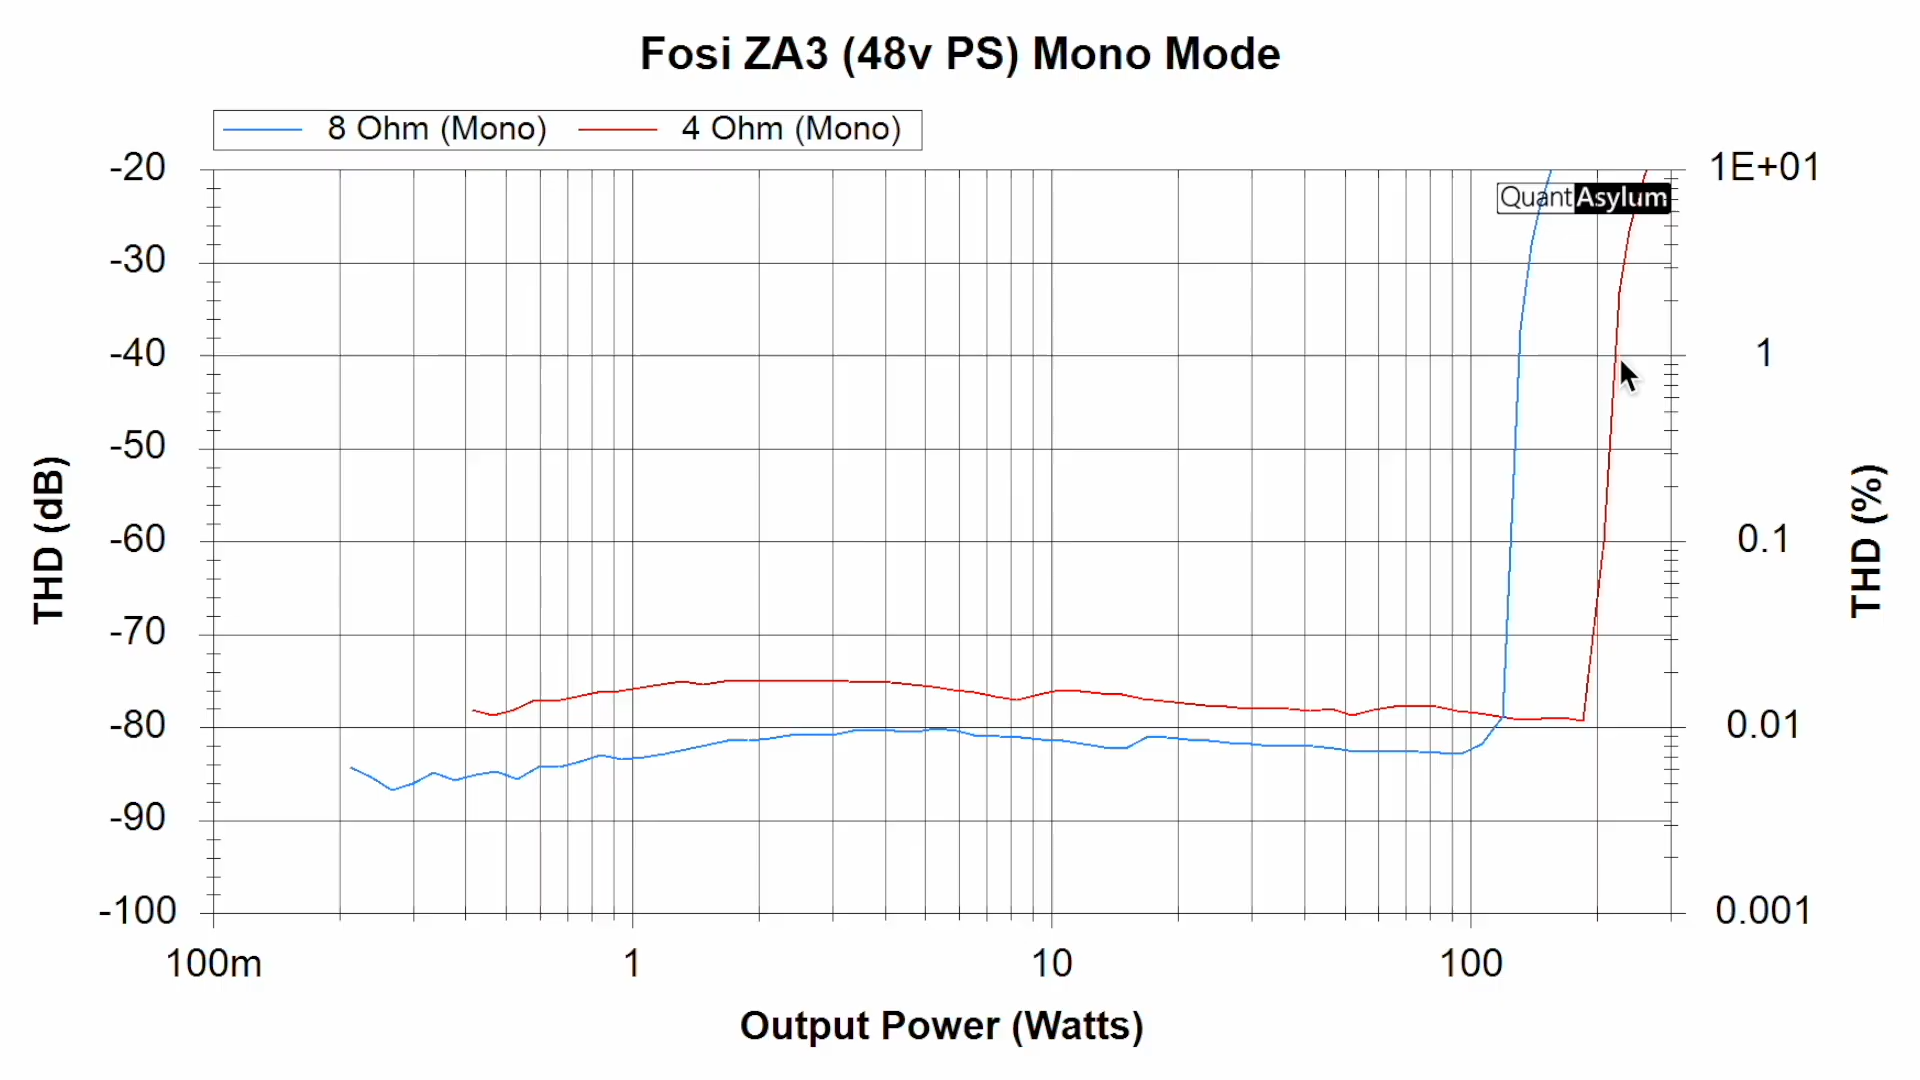 Fosi ZA3 (48v PS) Mono Mode
8 Ohm (Mono) 4 Ohm (Mono)
QuantAsylum
-20
-30
-40
-50
-60
-70
-80
-90
-100
THD (dB)
1E+01
1
0.1
0.01
0.001
THD (%)
100m 1 10 100
Output Power (Watts)